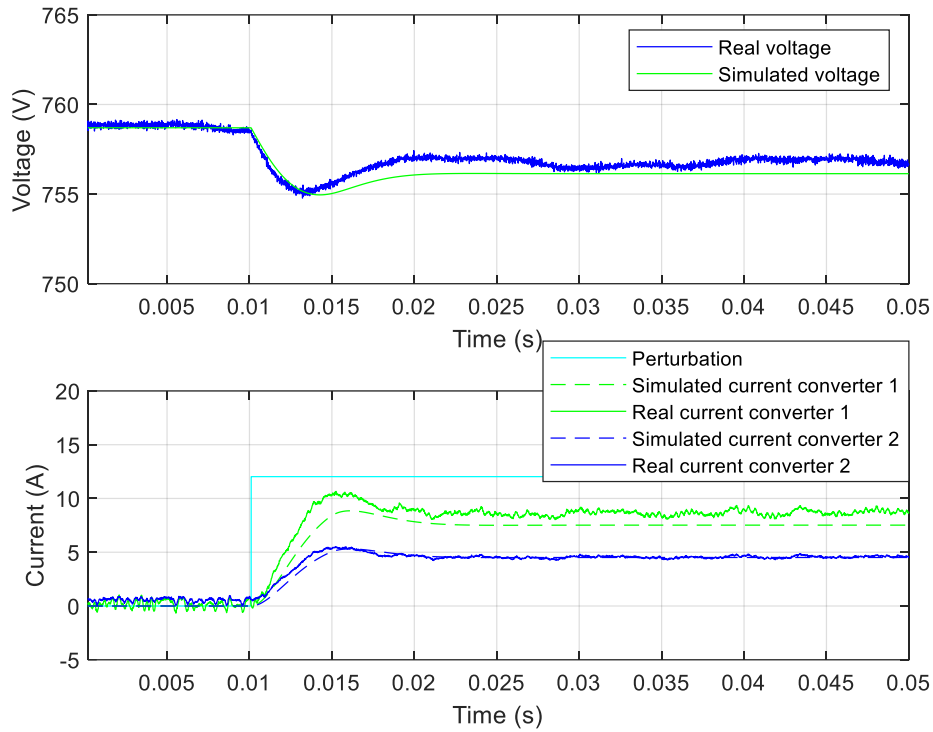 765
760
755
750
Voltage (V)
Real voltage
Simulated voltage
0.005 0.01 0.015 0.02 0.025 0.03 0.035 0.04 0.045 0.05
Time (s)
Perturbation
Simulated current converter 1
Real current converter 1
Simulated current converter 2
Real current converter 2
20
15
10
5
0
-5
Current (A)
0.005 0.01 0.015 0.02 0.025 0.03 0.035 0.04 0.045 0.05
Time (s)